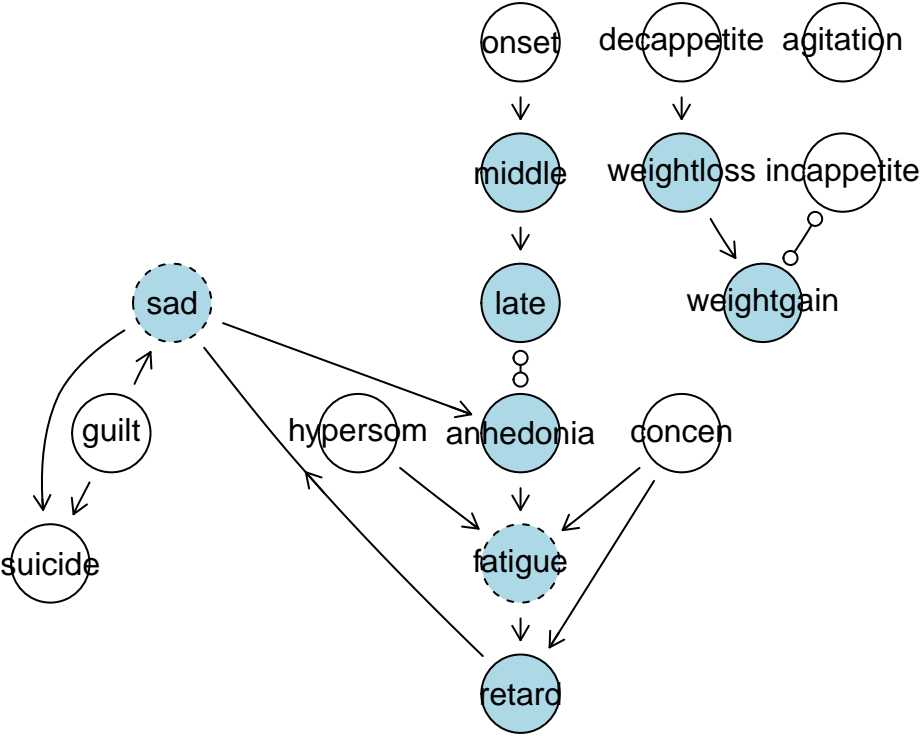 onset
decappetite
agitation
middle
weightloss
incappetite
sad
late
weightgain
guilt
hypersom
anhedonia
concen
suicide
fatigue
retard